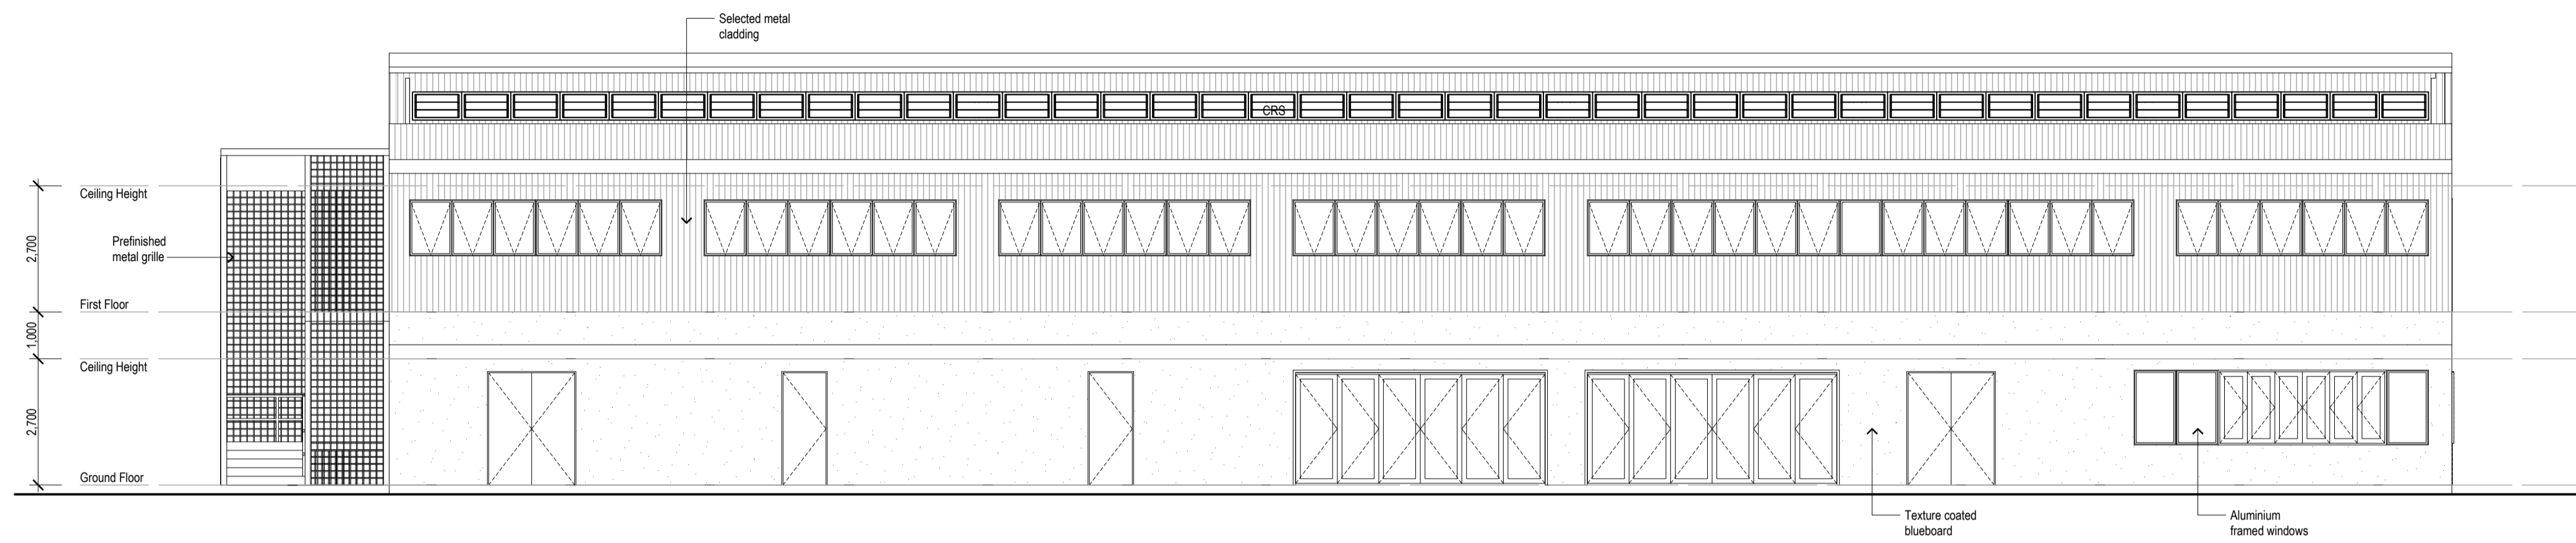 Selected metal
cladding
CRS
Ceiling Height
2,700
Prefinished
metal grille
First Floor
1,000
Ceiling Height
2,700
Ground Floor
Texture coated
blueboard
Aluminium
framed windows